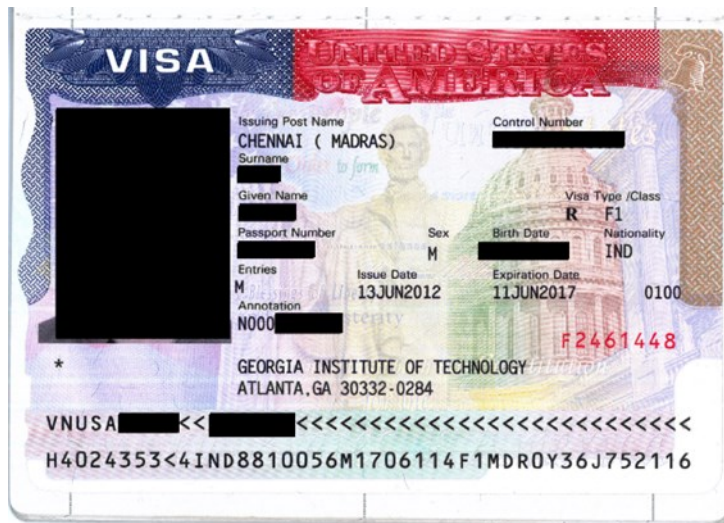 VISA
UNITED STATES OF AMERICA
Issuing Post Name
CHENNAI ( MADRAS)
Control Number
Surname
Given Name
Visa Type /Class
R F1
Passport Number
Sex
M
Birth Date
Nationality
IND
Entries
M
Issue Date
13JUN2012
Expiration Date
11JUN2017
0100
Annotation
N000
F2461448
*
GEORGIA INSTITUTE OF TECHNOLOGY
ATLANTA,GA 30332-0284
VNUSA << <<<<<<<<<<<<<<<<<<<<<<<<<<
H4024353<4IND8810056M1706114F1MDR0Y36J752116